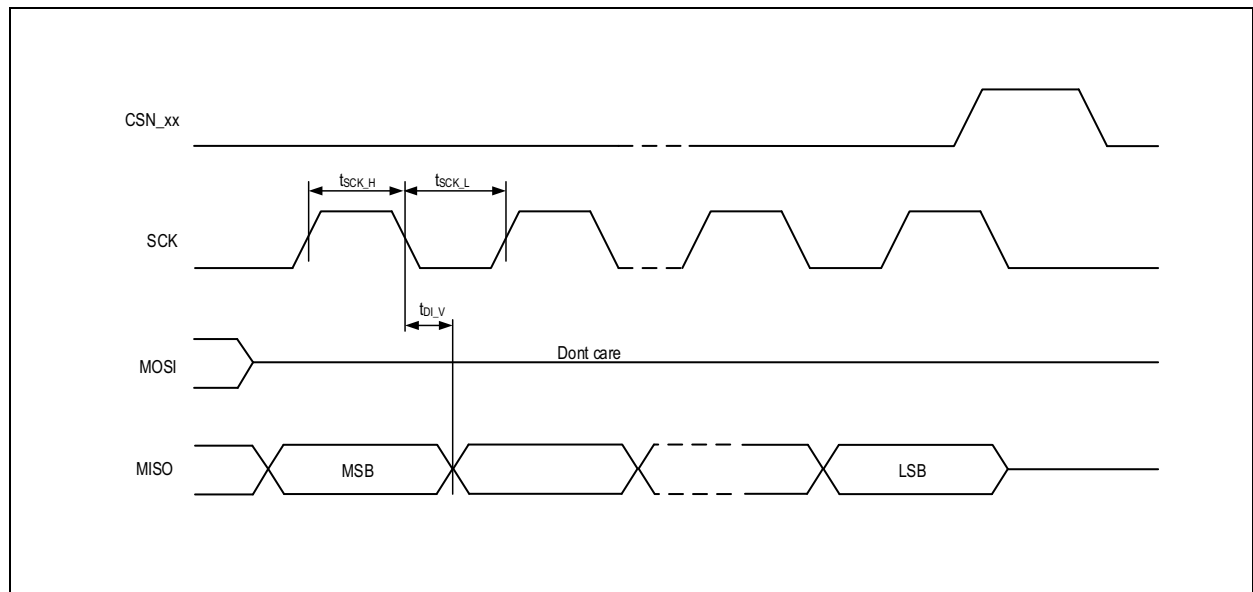 CSN_xx
tSCK_H tSCK_L
SCK
tDI_V
Dont care
MOSI
MISO MSB LSB